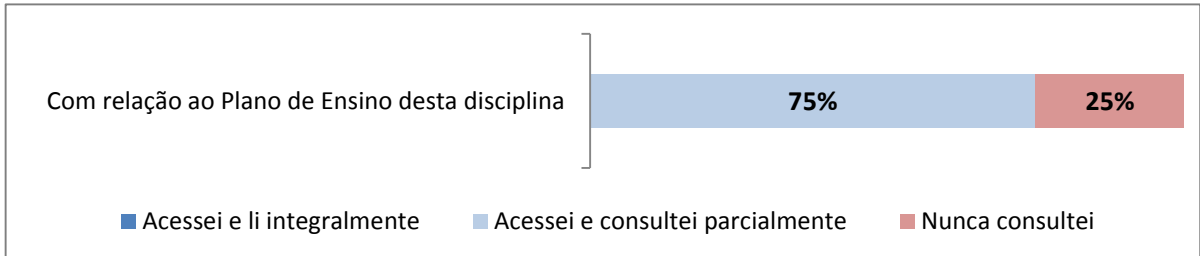 Com relação ao Plano de Ensino desta disciplina
75%
25%
Acessei e li integralmente
Acessei e consultei parcialmente
Nunca consultei